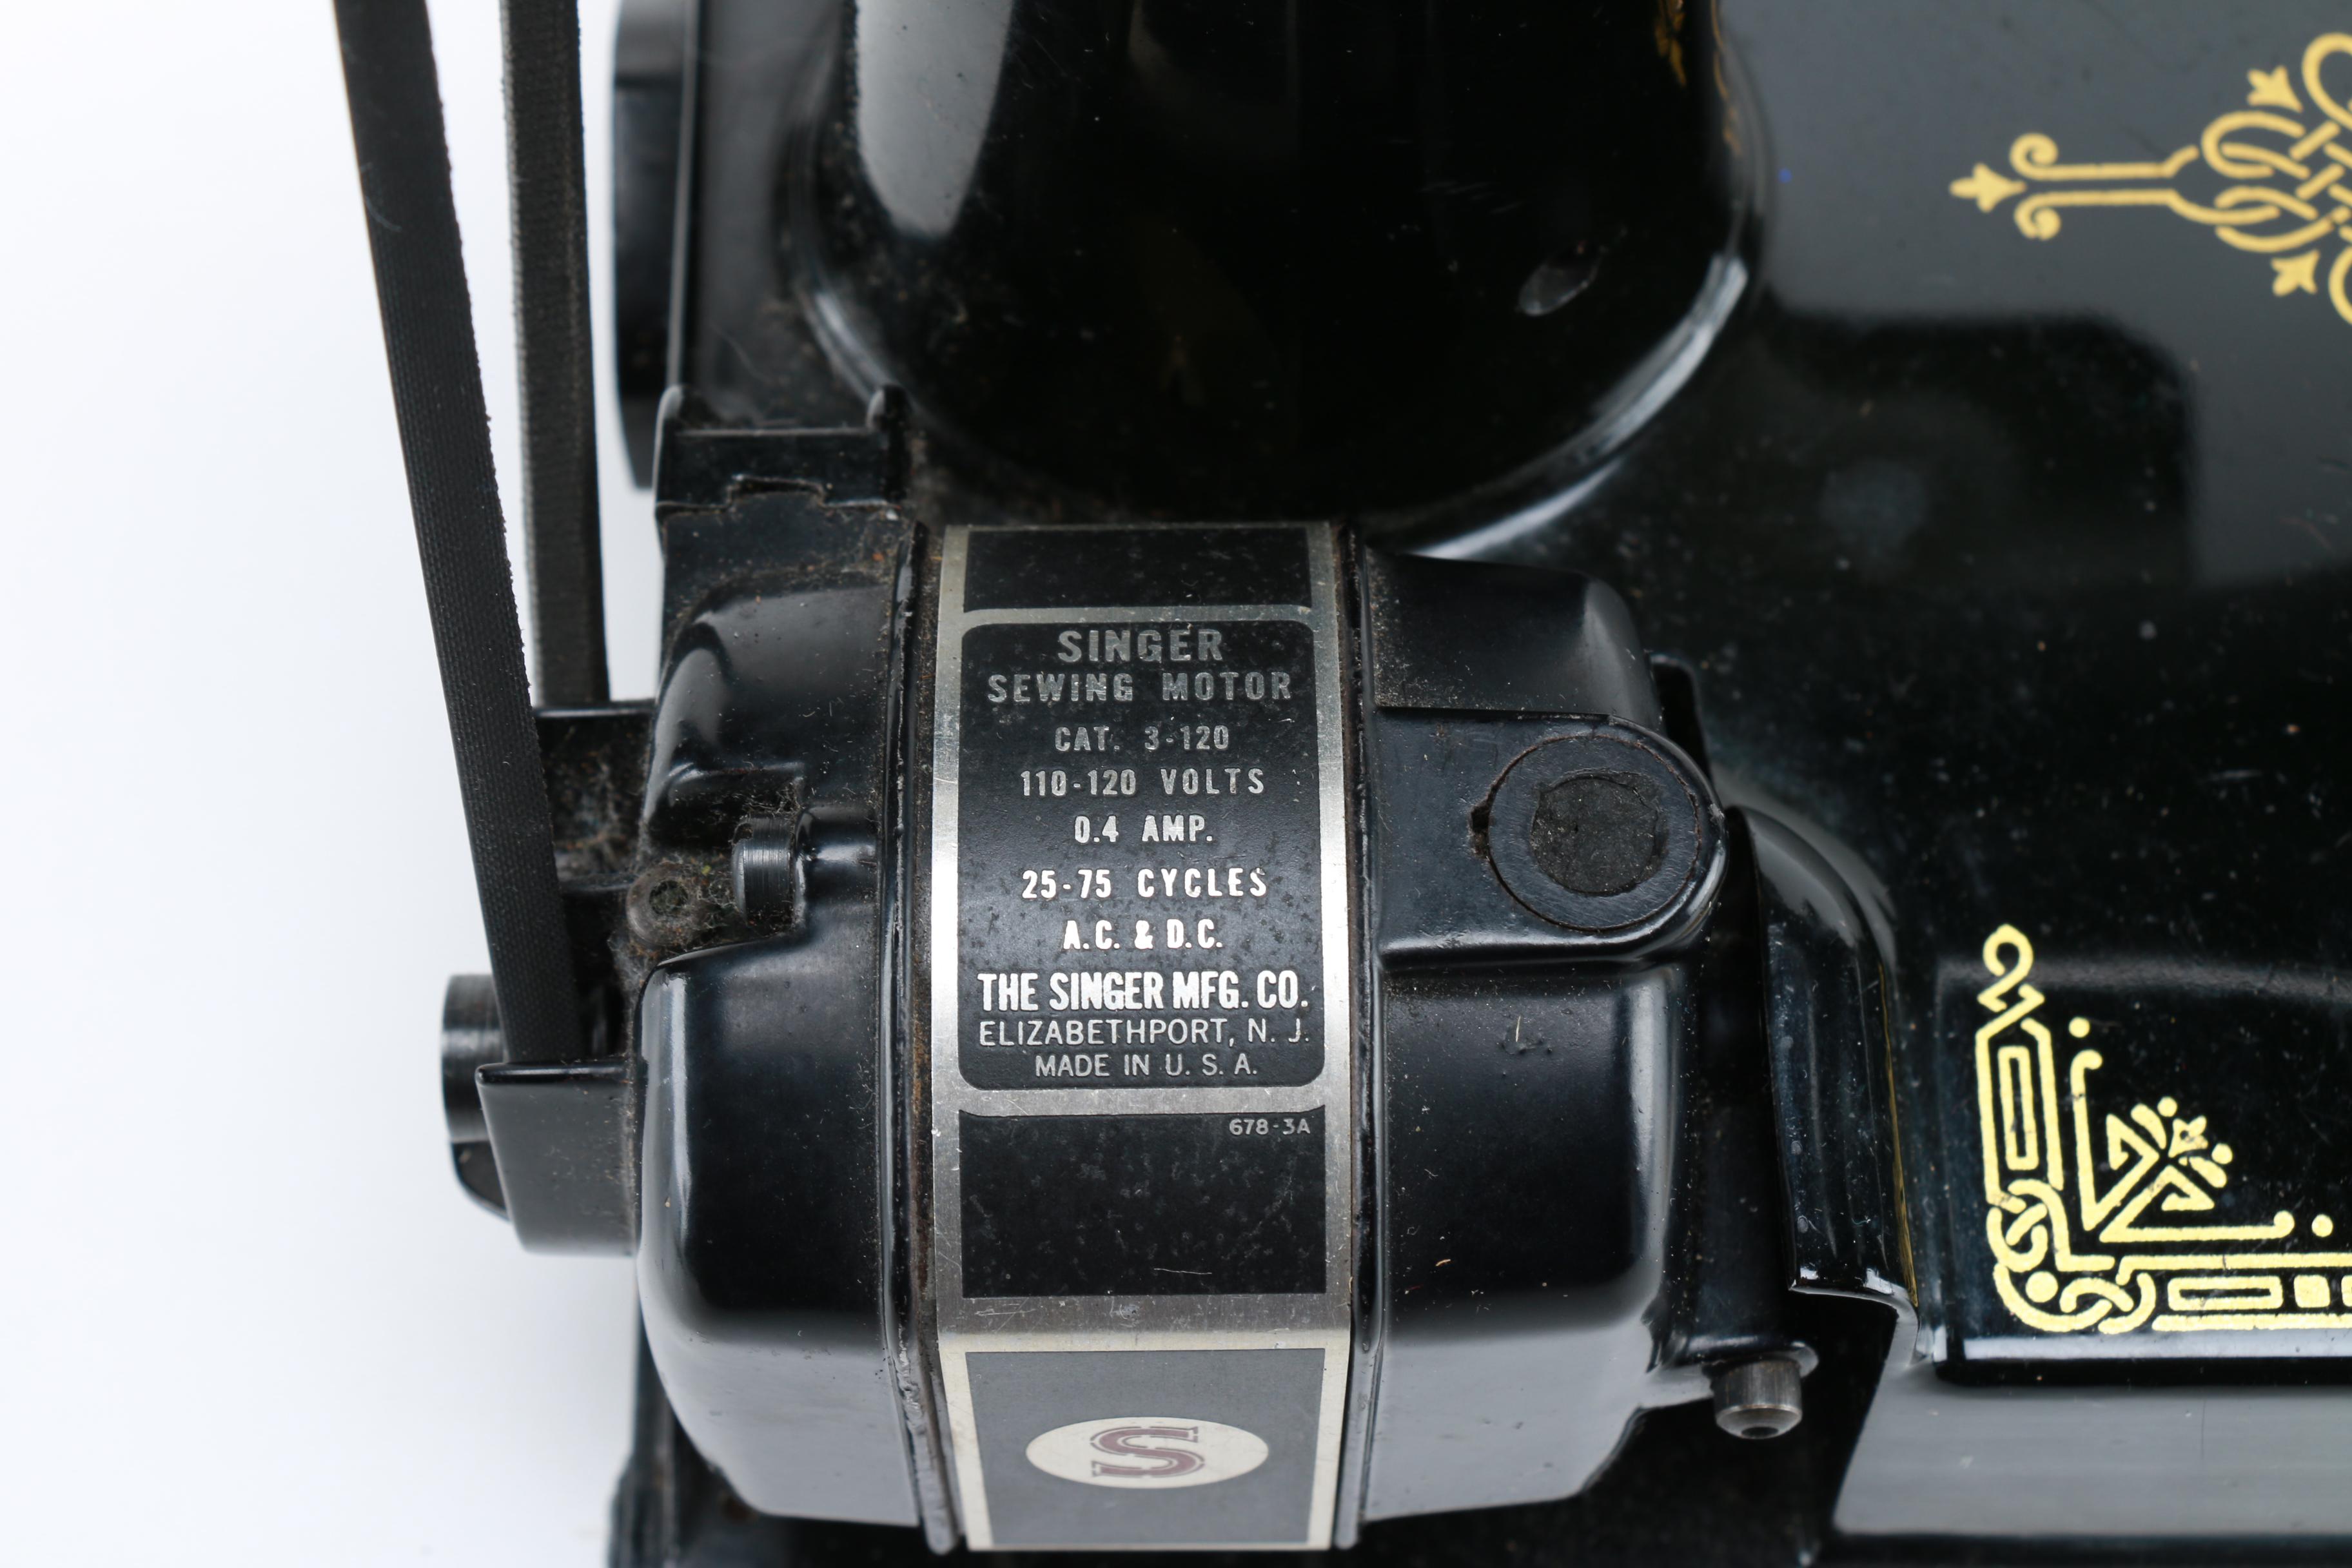 SINGER
SEWING MOTOR
CAT. 3-120
110-120 VOLTS
0.4 AMP.
25-75 CYCLES
A.C. & D.C.
THE SINGER MFG. CO.
ELIZABETHPORT, N. J.
MADE IN U. S. A.
678-3A
S